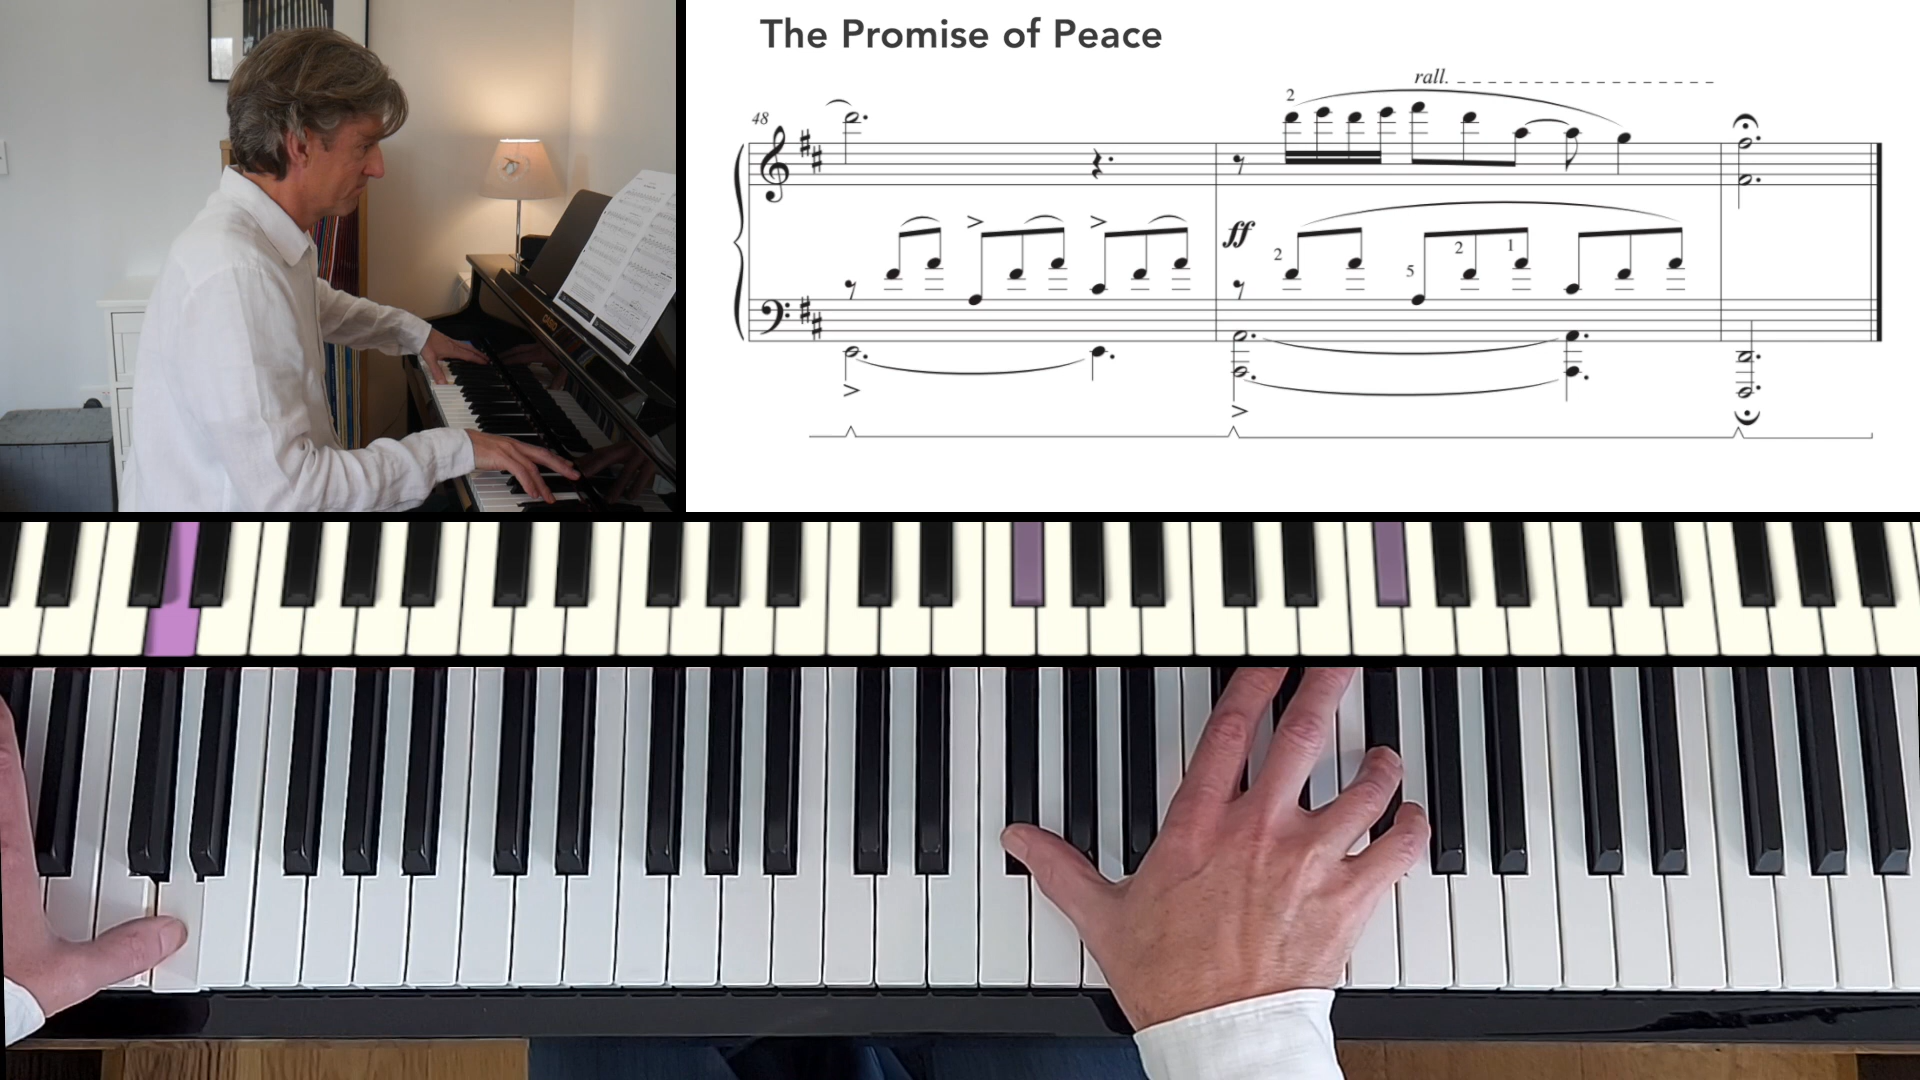 The Promise of Peace
rall.
48
2
ff
2
5
2
1